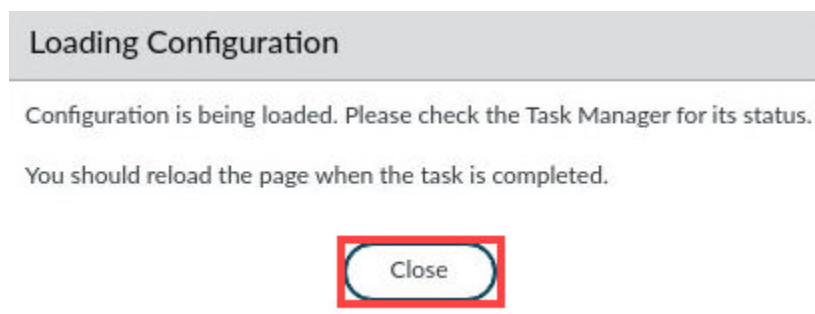 Loading Configuration
Configuration is being loaded. Please check the Task Manager for its status.
You should reload the page when the task is completed.
Close